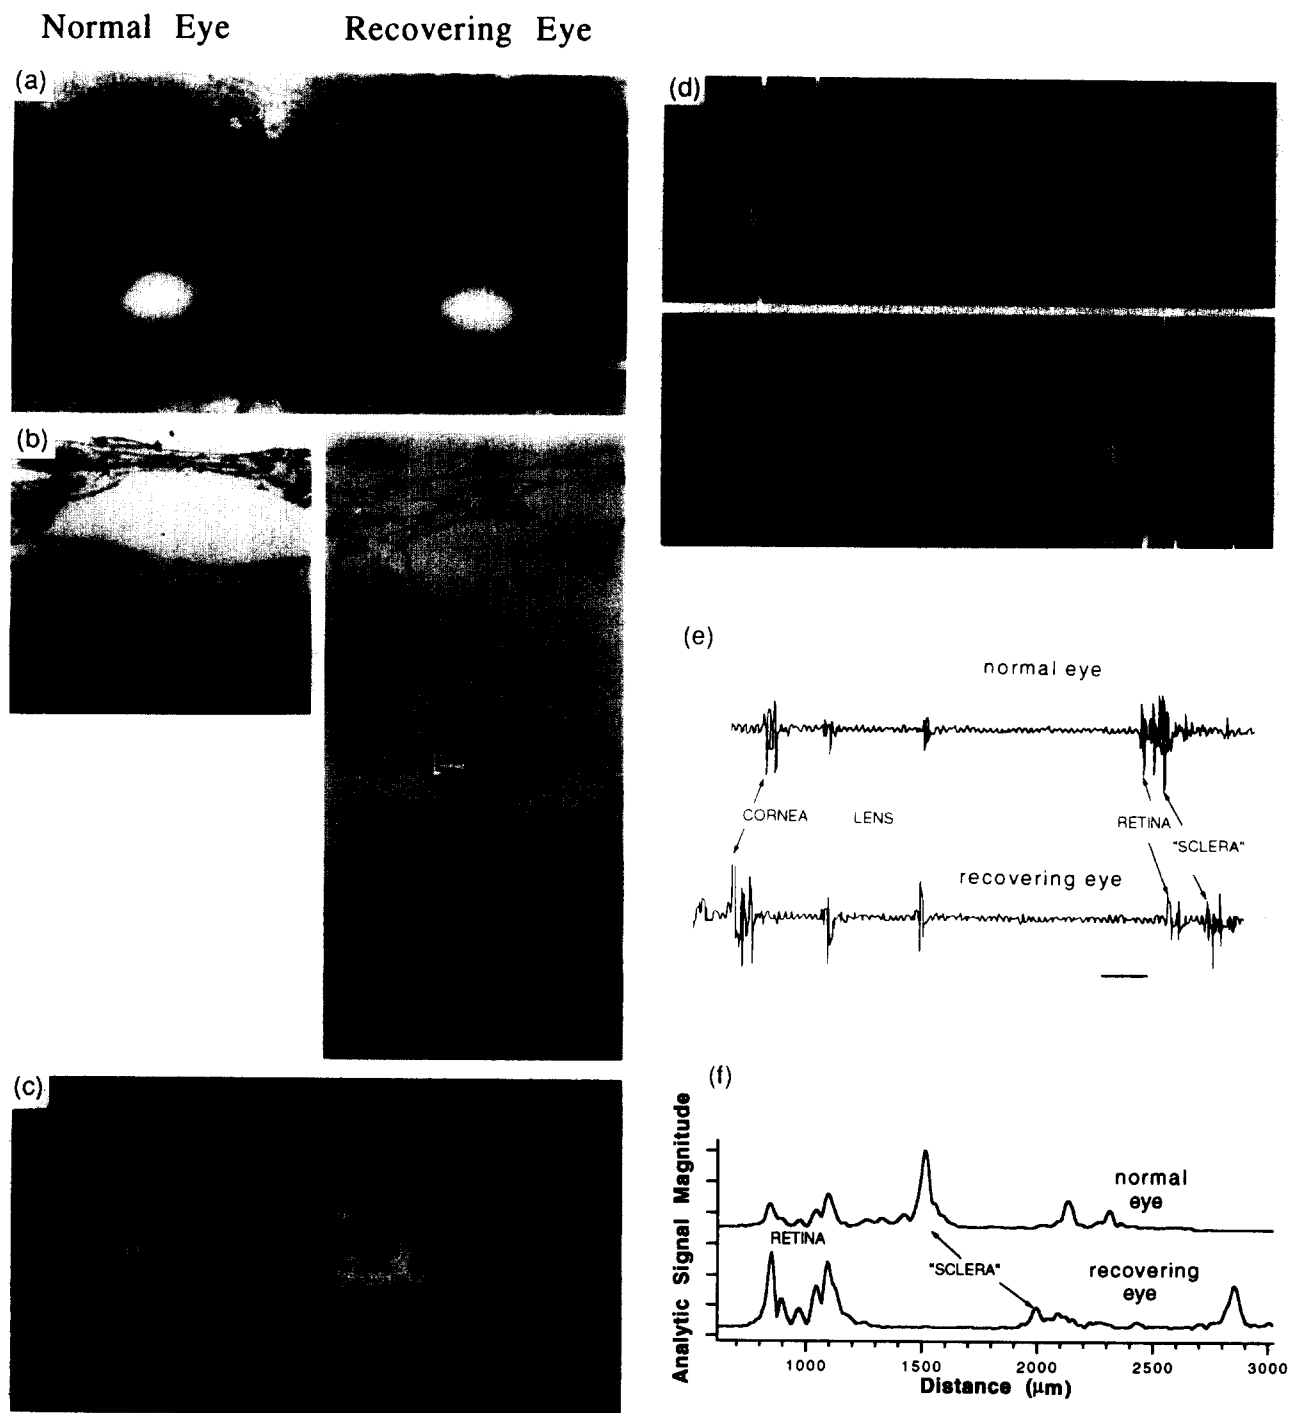 Normal Eye Recovering Eye
(a)
(b)
(c)
(d)
(e)
normal eye
CORNEA LENS RETINA
"SCLERA"
recovering eye
(f)
Analytic Signal Magnitude
normal
eye
RETINA
"SCLERA"
recovering
eye
1000 1500 2000 2500 3000
Distance (μm)